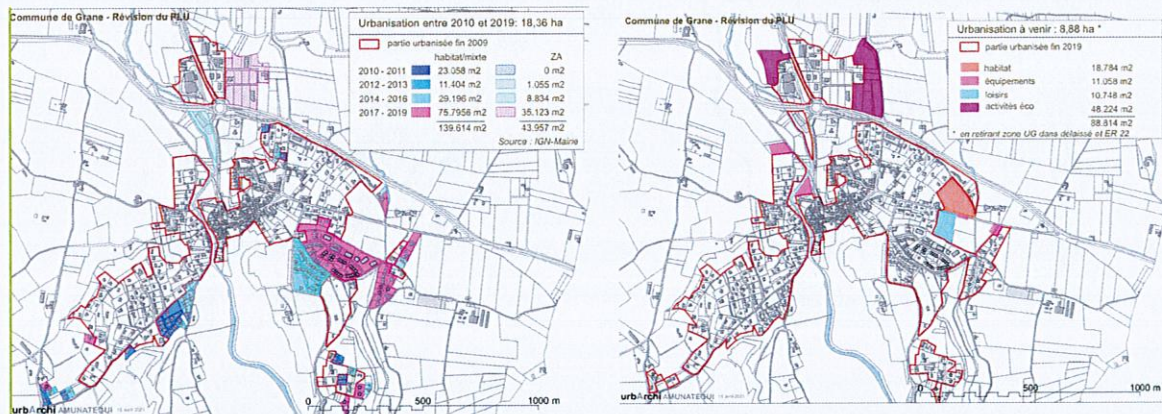 Commune de Grane - Révision du PLU
Urbanisation entre 2010 et 2019: 18,36 ha
partie urbanisée fin 2009
habitat/mixte ZA
2010 - 2011 23.058 m2 0 m2
2012 - 2013 11.404 m2 1.055 m2
2014 - 2016 29.196 m2 8.834 m2
2017 - 2019 75.7956 m2 35.123 m2
139.614 m2 43.957 m2
Source : IGN-Mairie
0 500 1000 m
urbArchi AMUNATEGUI
Commune de Grane - Révision du PLU
Urbanisation à venir : 8,88 ha *
partie urbanisée fin 2019
habitat 18.784 m2
équipements 11.058 m2
loisirs 10.748 m2
activités éco 48.224 m2
88.814 m2
* en retirant zone UG dans délaissé et ER 22
0 500 1000 m
urbArchi AMUNATEGUI